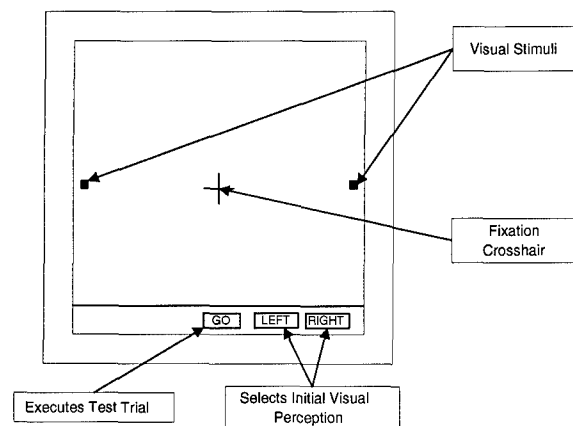 Visual Stimuli
Fixation
Crosshair
GO LEFT RIGHT
Executes Test Trial
Selects Initial Visual
Perception